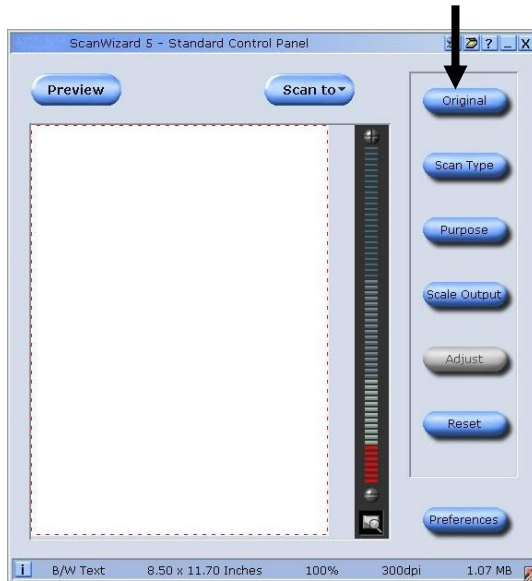 ScanWizard 5 - Standard Control Panel
? _ X
Preview
Scan to
Original
Scan Type
Purpose
Scale Output
Adjust
Reset
Preferences
i B/W Text 8.50 x 11.70 Inches 100% 300dpi 1.07 MB